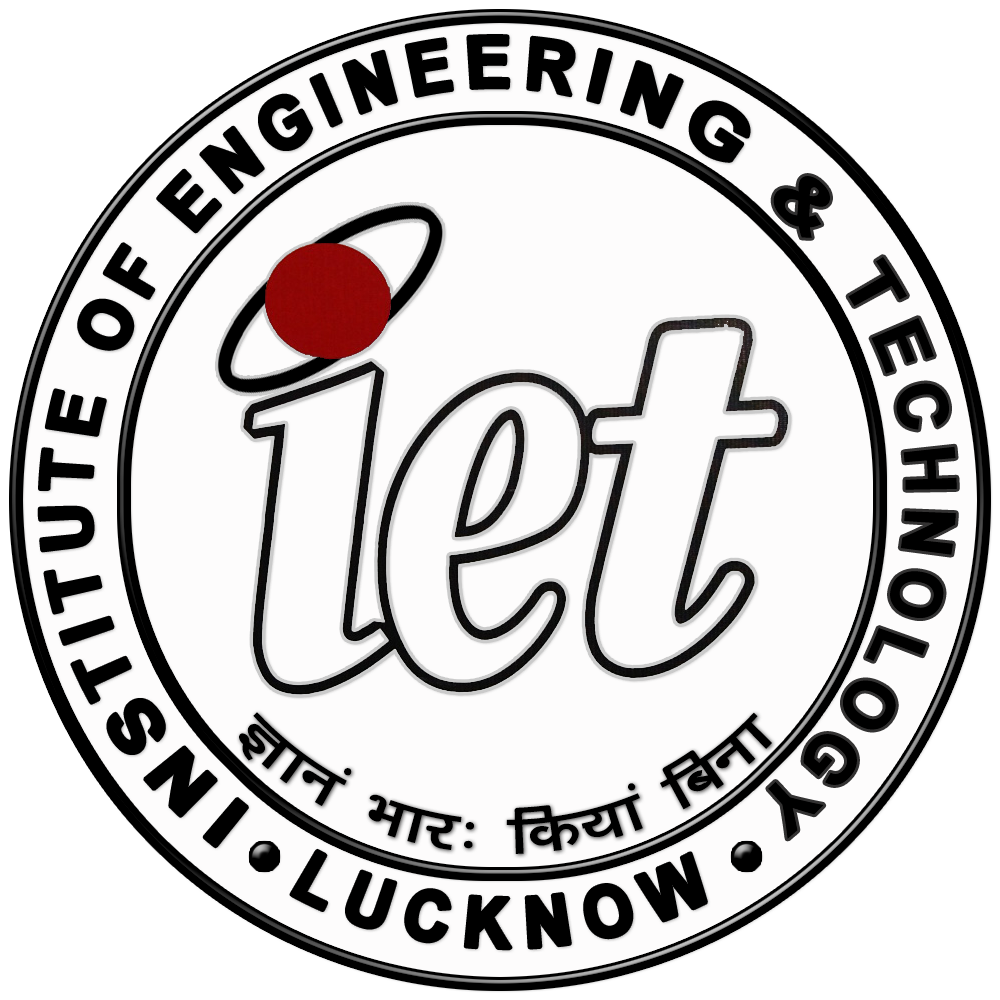 INSTITUTE OF ENGINEERING & TECHNOLOGY
iet
ज्ञानं भारः कियां बिना
• LUCKNOW •